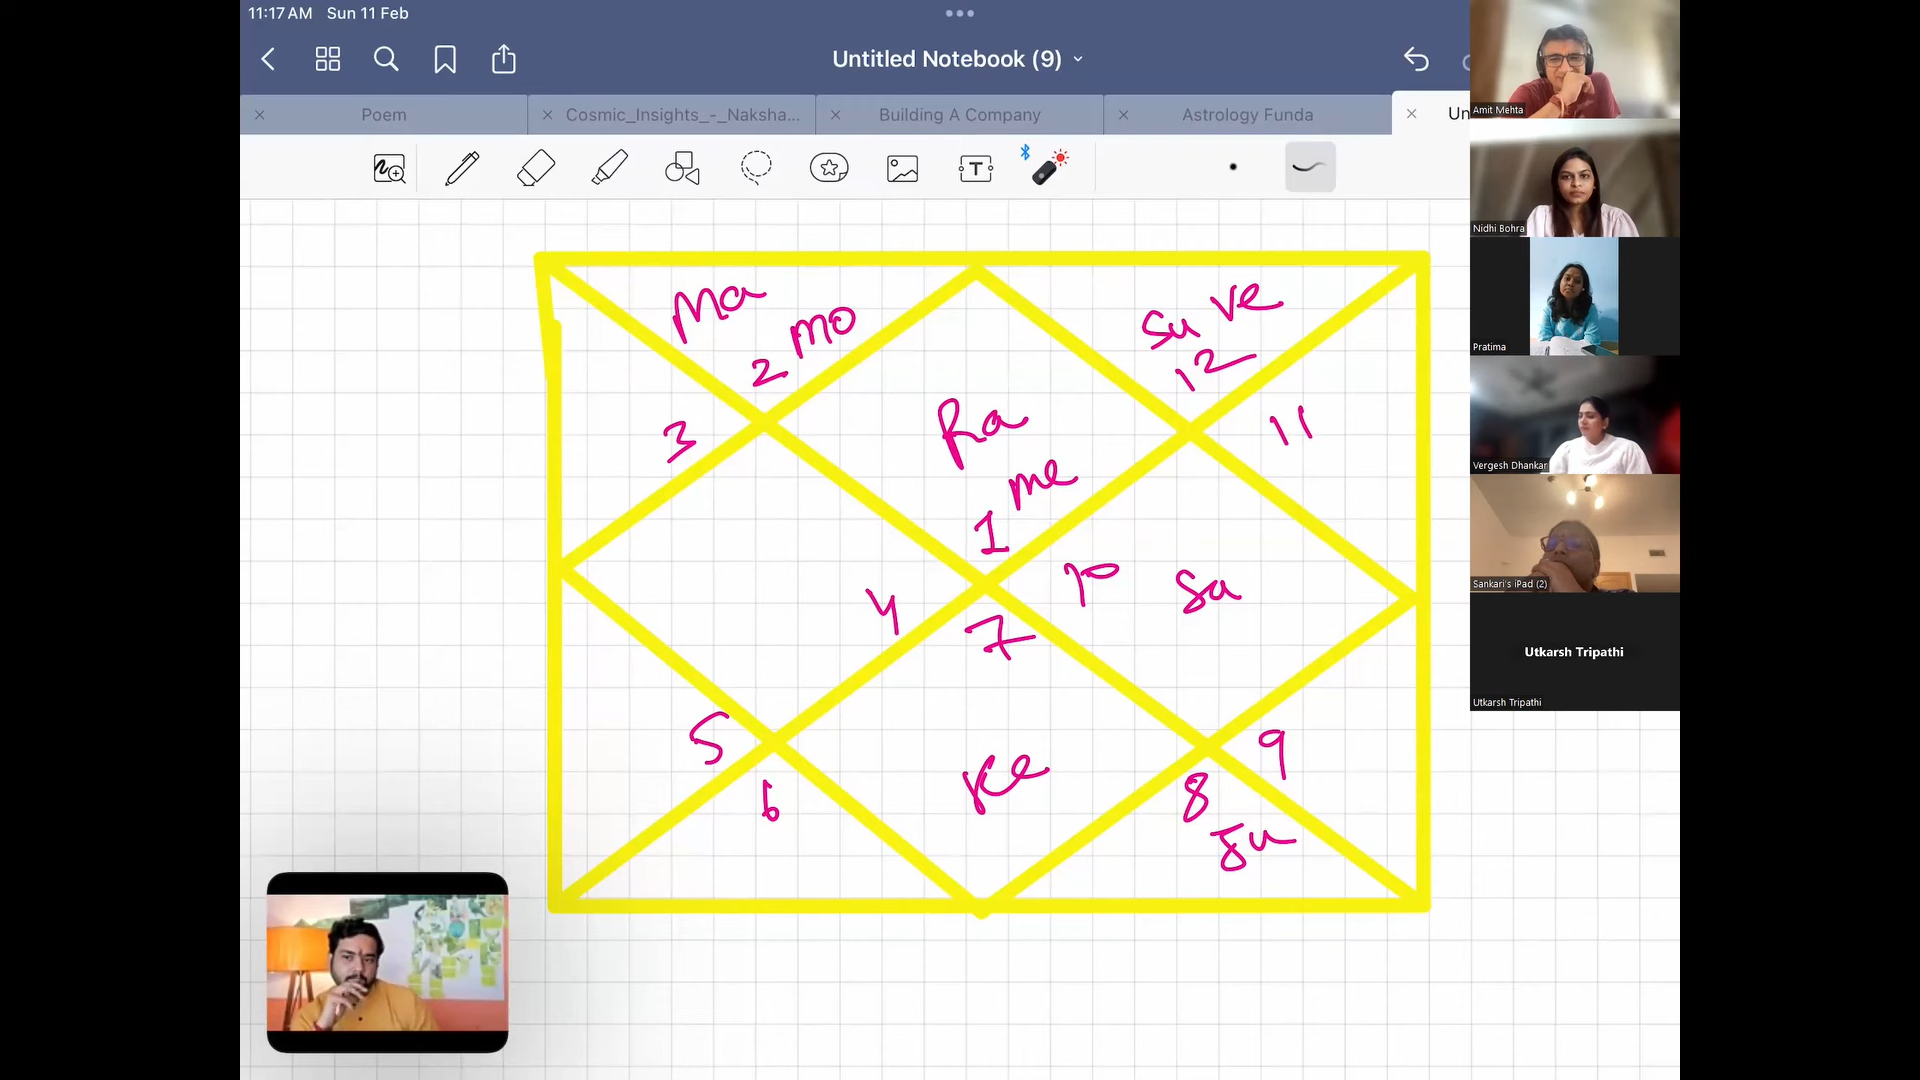 11:17 AM Sun 11 Feb
Untitled Notebook (9)
Poem
Cosmic_Insights_-_Naksha...
Building A Company
Astrology Funda
Un
T
Ma
Mo
2
Su Ve
12
3
Ra
11
Me
1
4
10
Sa
7
5
6
Ke
9
8
Ju
Amit Mehta
Nidhi Bohra
Pratima
Vergesh Dhankar
Sankari's iPad (2)
Utkarsh Tripathi
Utkarsh Tripathi